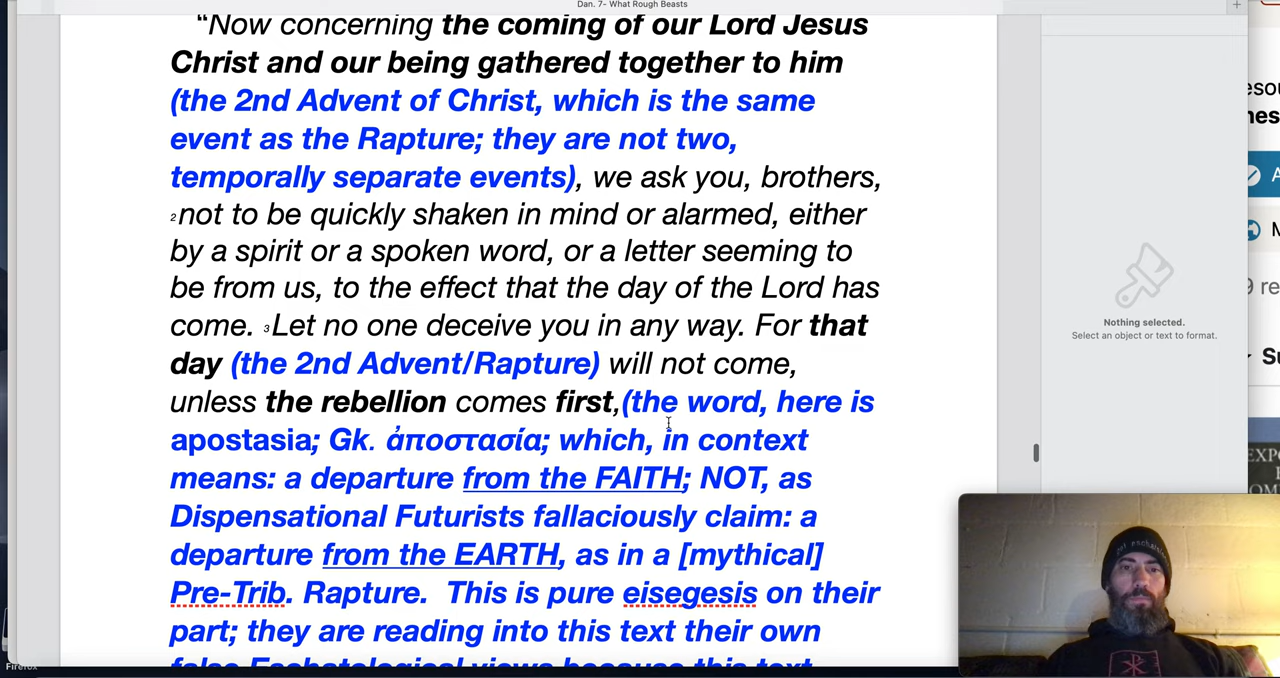 Dan. 7- What Rough Beasts
“Now concerning the coming of our Lord Jesus
Christ and our being gathered together to him
(the 2nd Advent of Christ, which is the same
event as the Rapture; they are not two,
temporally separate events), we ask you, brothers,
2not to be quickly shaken in mind or alarmed, either
by a spirit or a spoken word, or a letter seeming to
be from us, to the effect that the day of the Lord has
come. 3Let no one deceive you in any way. For that
day (the 2nd Advent/Rapture) will not come,
unless the rebellion comes first,(the word, here is
apostasia; Gk. ἀποστασία; which, in context
means: a departure from the FAITH; NOT, as
Dispensational Futurists fallaciously claim: a
departure from the EARTH, as in a [mythical]
Pre-Trib. Rapture. This is pure eisegesis on their
part; they are reading into this text their own
false Eschatological views because this text
Nothing selected.
Select an object or text to format.
Firefox